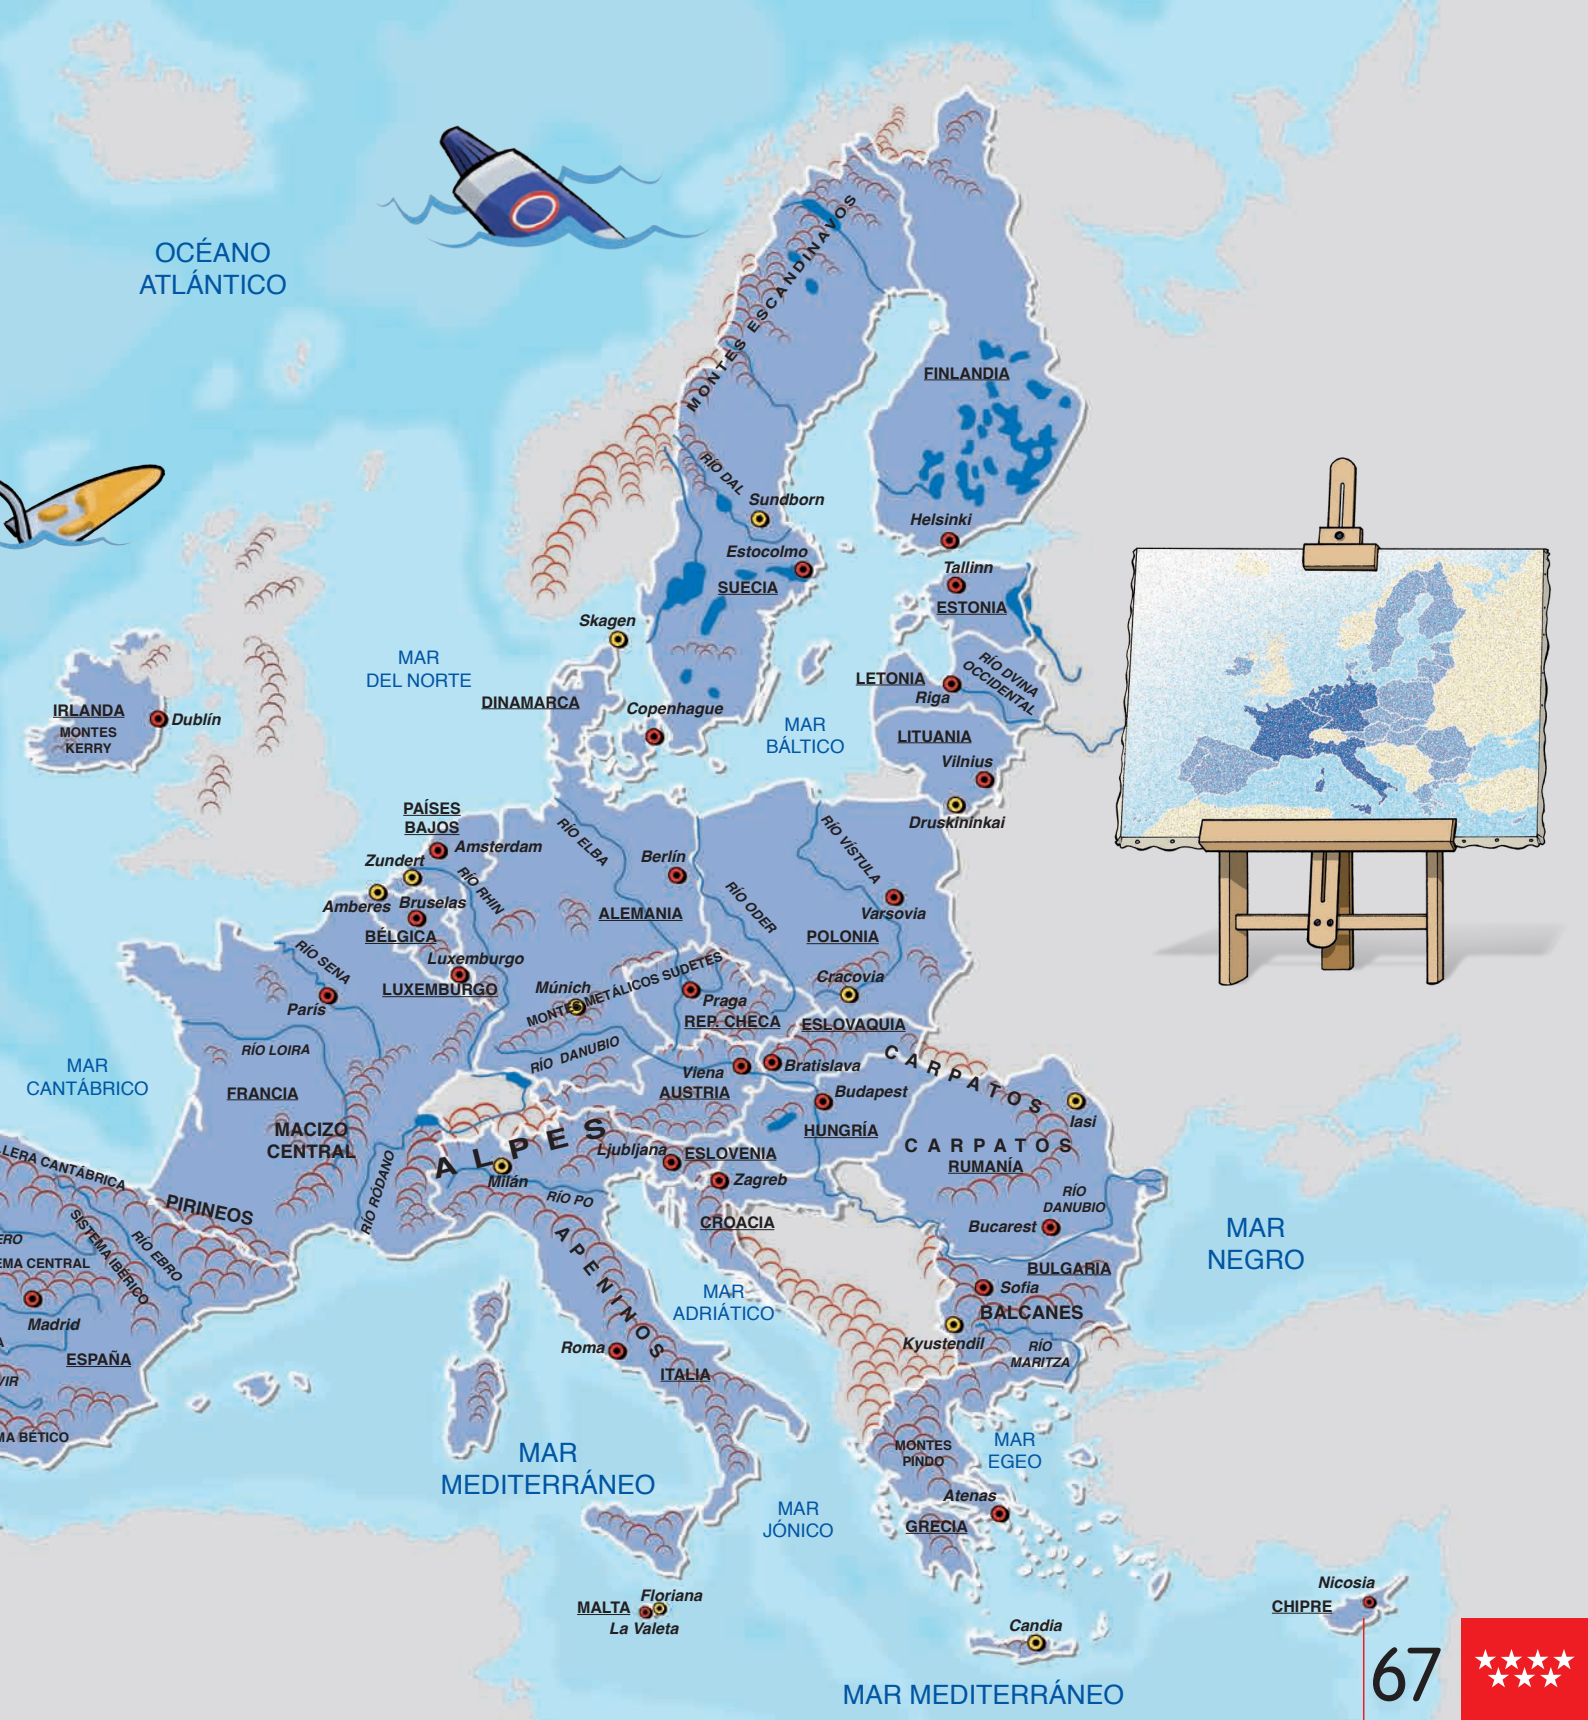 OCÉANO
ATLÁNTICO
MONTES ESCANDINAVOS
FINLANDIA
RÍO DAL
Sundborn
Helsinki
Estocolmo
SUECIA
Tallinn
ESTONIA
Skagen
MAR
DEL NORTE
DINAMARCA
Copenhague
LETONIA
Riga
RÍO DVINA
OCCIDENTAL
IRLANDA
MONTES
KERRY
Dublín
MAR
BÁLTICO
LITUANIA
Vilnius
Druskininkai
PAÍSES
BAJOS
Amsterdam
Zundert
Amberes
Bruselas
BÉLGICA
RÍO RHIN
RÍO ELBA
Berlín
ALEMANIA
RÍO ODER
RÍO VÍSTULA
Varsovia
POLONIA
Cracovia
Luxemburgo
LUXEMBURGO
RÍO SENA
París
Múnich
MONTES METÁLICOS SUDETES
Praga
REP. CHECA
ESLOVAQUIA
RÍO LOIRA
RÍO DANUBIO
Viena
AUSTRIA
Bratislava
Budapest
HUNGRÍA
CARPATOS
Iasi
CARPATOS
RUMANÍA
MAR
CANTÁBRICO
FRANCIA
MACIZO
CENTRAL
ALPES
Ljubljana
ESLOVENIA
Milán
Zagreb
RÍO PO
RÍO RÓDANO
CROACIA
RÍO
DANUBIO
Bucarest
MAR
NEGRO
LLERA CANTÁBRICA
PIRINEOS
SISTEMA IBÉRICO
RÍO EBRO
ERO
EMA CENTRAL
Madrid
A
ESPAÑA
VIR
MA BÉTICO
APENINOS
MAR
ADRIÁTICO
Roma
ITALIA
BULGARIA
Sofia
BALCANES
Kyustendil
RÍO
MARITZA
MAR
MEDITERRÁNEO
MONTES
PINDO
MAR
EGEO
Atenas
GRECIA
MAR
JÓNICO
MALTA
Floriana
La Valeta
Candia
Nicosia
CHIPRE
MAR MEDITERRÁNEO
67